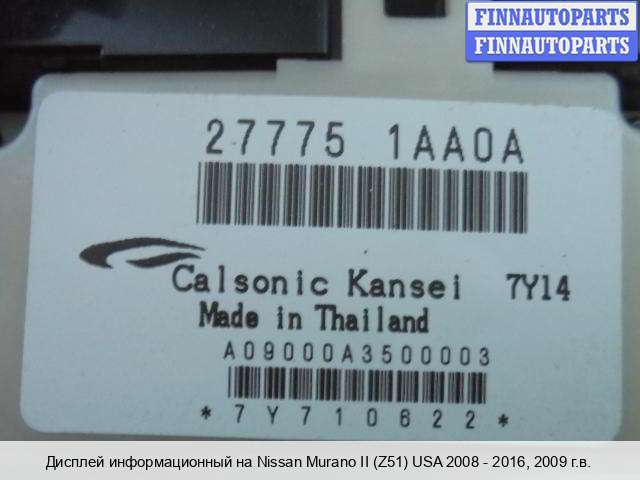 FINNAUTOPARTS
FINNAUTOPARTS
27775 1AA0A
Calsonic Kansei 7Y14
Made in Thailand
A09000A3500003
*7Y710622*
Дисплей информационный на Nissan Murano II (Z51) USA 2008 - 2016, 2009 г.в.